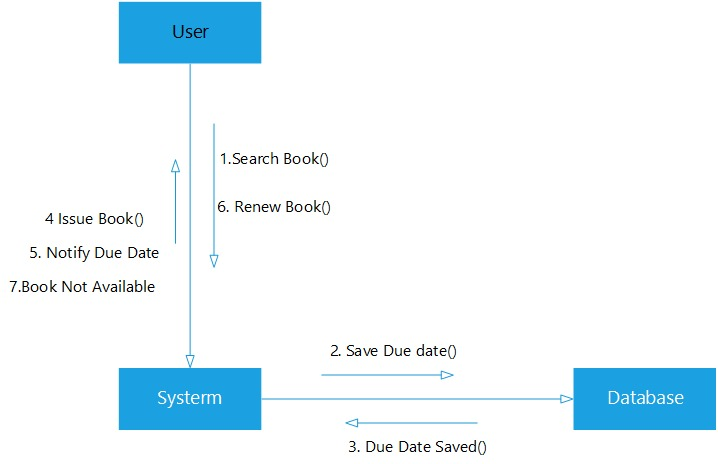 User
1.Search Book()
6. Renew Book()
4 Issue Book()
5. Notify Due Date
7.Book Not Available
2. Save Due date()
Systerm
Database
3. Due Date Saved()